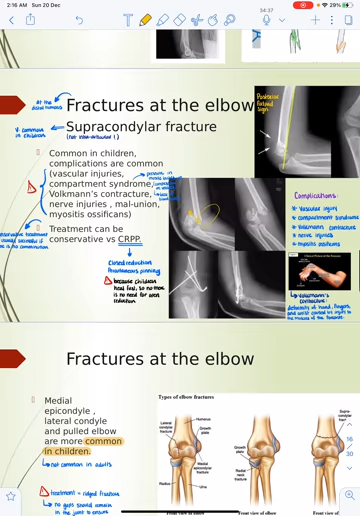 2:16 AM Sun 20 Dec
34:37
29%
At the distal humerus
Fractures at the elbow
V. common in children
Supracondylar fracture
(not intra-articular!)
Posterior Fat pad sign
Common in children,
complications are common
(vascular injuries,
compartment syndrome,
Volkmann's contracture,
nerve injuries , mal-union,
myositis ossificans)
Treatment can be
conservative vs CRPP.
Closed reduction
Percutaneous pinning
because children
heal fast, so no there
is no need for open
reduction
Complications
* Vascular injury
* compartment syndrome
* Volkmann contracture
* nerve injuries
* myositis ossificans
Volkmann's contracture:
deformity of hand, fingers,
and wrist caused by injury to
the muscles of the forearm.
Fractures at the elbow
Medial
epicondyle ,
lateral condyle
and pulled elbow
are more common
in children.
not common in adults
treatment = rigid fixation
no gaps should remain
in the joint to ensure
Types of elbow fractures
Lateral condyle fracture
Humerus
Growth plate
Medial epicondyle fracture
Radius
Ulna
Front view of elbow
Growth plate
Radial neck fracture
Front view of elbow
Supra-condylar fracture
16
30